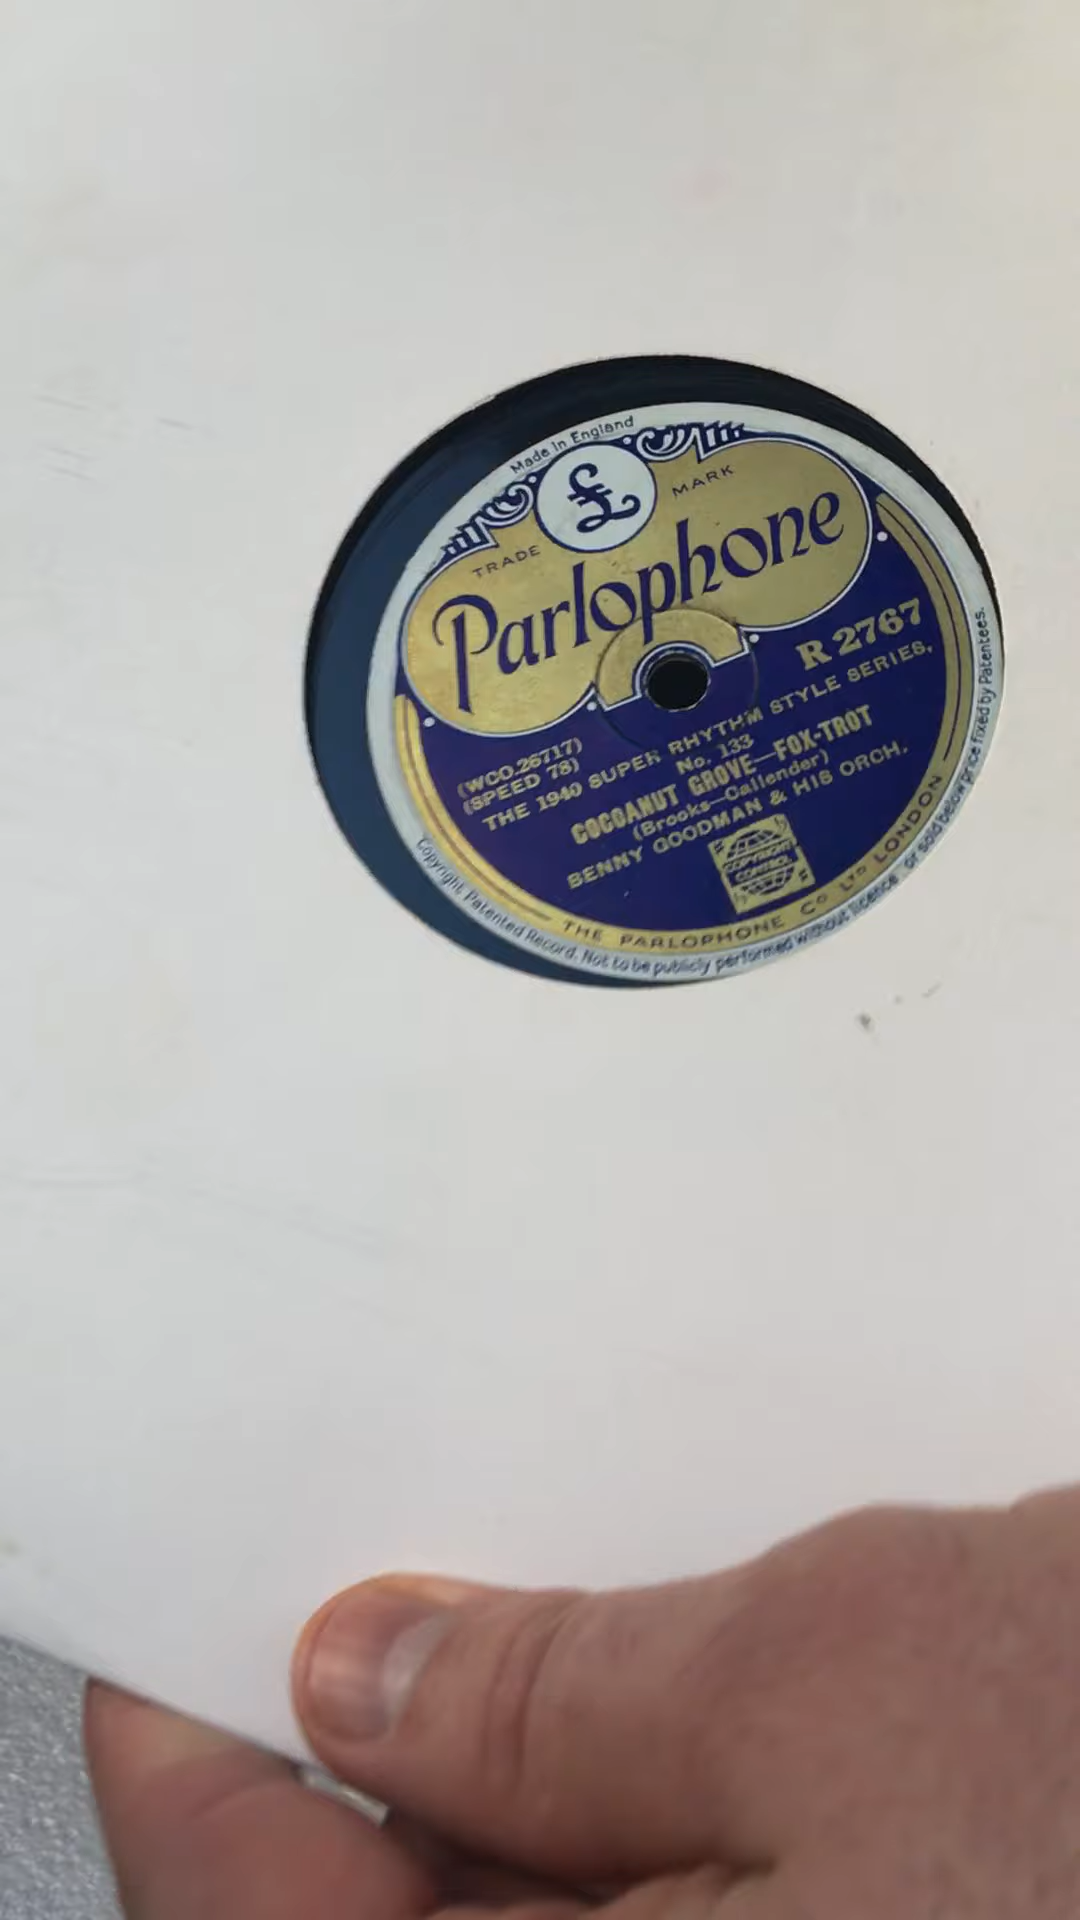 Made in England
£
TRADE MARK
Parlophone
R 2767
(WCO.26717)
(SPEED 78)
THE 1940 SUPER RHYTHM STYLE SERIES,
No. 133
COCOANUT GROVE—FOX-TROT
(Brooks—Callender)
BENNY GOODMAN & HIS ORCH.
COPYRIGHT
CONTROL
THE PARLOPHONE CO LTD LONDON
Copyright Patented Record. Not to be publicly performed without licence or sold below price fixed by Patentees.